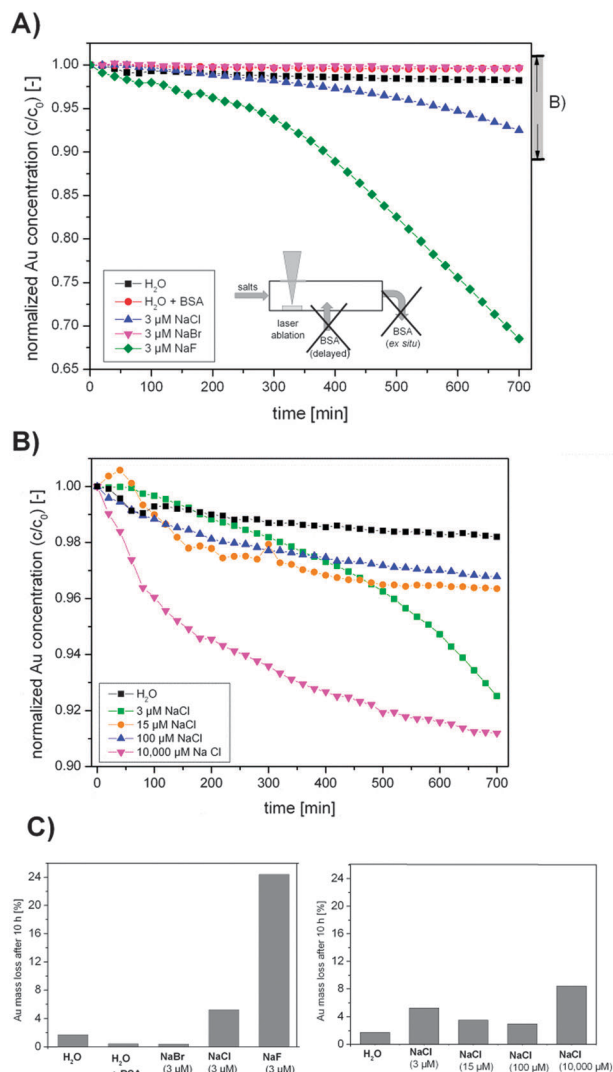 A)
normalized Au concentration (c/c₀) [-]
1.00
0.95
0.90
0.85
0.80
0.75
0.70
0.65
B)
H₂O
H₂O + BSA
3 µM NaCl
3 µM NaBr
3 µM NaF
salts
laser
ablation
BSA
(delayed)
BSA
(ex situ)
0 100 200 300 400 500 600 700
time [min]
B)
normalized Au concentration (c/c₀) [-]
1.00
0.98
0.96
0.94
0.92
0.90
H₂O
3 µM NaCl
15 µM NaCl
100 µM NaCl
10,000 µM Na Cl
0 100 200 300 400 500 600 700
time [min]
C)
Au mass loss after 10 h [%]
24
20
16
12
8
4
0
H₂O H₂O NaBr NaCl NaF
+ BSA (3 µM) (3 µM) (3 µM)
Au mass loss after 10 h [%]
24
20
16
12
8
4
0
H₂O NaCl NaCl NaCl NaCl
(3 µM) (15 µM) (100 µM) (10,000 µM)